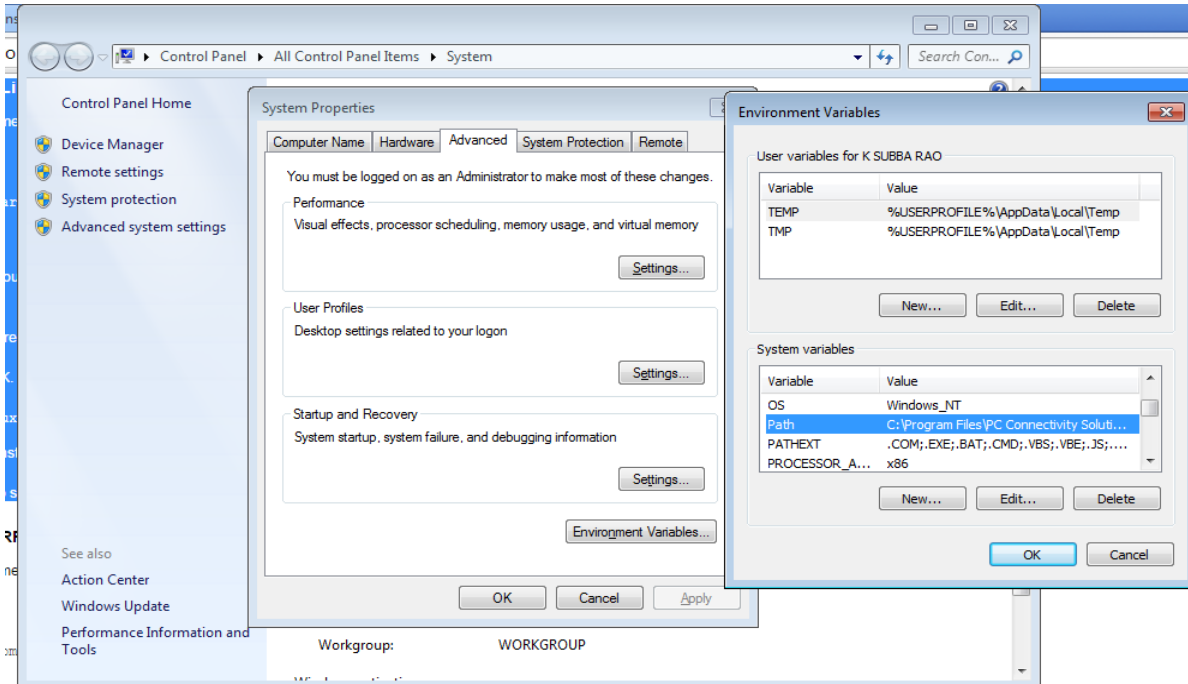 Control Panel ▸ All Control Panel Items ▸ System
Search Con...
Control Panel Home
Device Manager
Remote settings
System protection
Advanced system settings
See also
Action Center
Windows Update
Performance Information and
Tools
Workgroup: WORKGROUP
System Properties
Computer Name Hardware Advanced System Protection Remote
You must be logged on as an Administrator to make most of these changes.
Performance
Visual effects, processor scheduling, memory usage, and virtual memory
Settings...
User Profiles
Desktop settings related to your logon
Settings...
Startup and Recovery
System startup, system failure, and debugging information
Settings...
Environment Variables...
OK Cancel Apply
Environment Variables
User variables for K SUBBA RAO
Variable Value
TEMP %USERPROFILE%\AppData\Local\Temp
TMP %USERPROFILE%\AppData\Local\Temp
New... Edit... Delete
System variables
Variable Value
OS Windows_NT
Path C:\Program Files\PC Connectivity Soluti...
PATHEXT .COM;.EXE;.BAT;.CMD;.VBS;.VBE;.JS;....
PROCESSOR_A... x86
New... Edit... Delete
OK Cancel